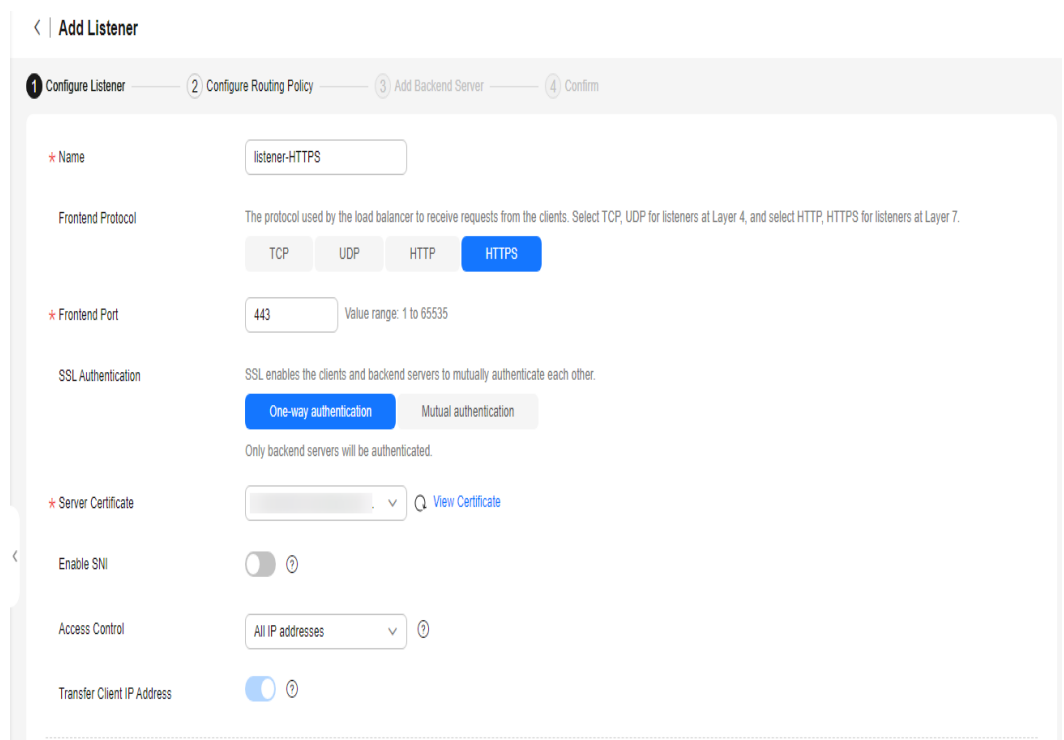 Add Listener
1 Configure Listener 2 Configure Routing Policy 3 Add Backend Server 4 Confirm
* Name listener-HTTPS
Frontend Protocol The protocol used by the load balancer to receive requests from the clients. Select TCP, UDP for listeners at Layer 4, and select HTTP, HTTPS for listeners at Layer 7.
TCP UDP HTTP HTTPS
* Frontend Port 443 Value range: 1 to 65535
SSL Authentication SSL enables the clients and backend servers to mutually authenticate each other.
One-way authentication Mutual authentication
Only backend servers will be authenticated.
* Server Certificate View Certificate
Enable SNI ?
Access Control All IP addresses ?
Transfer Client IP Address ?